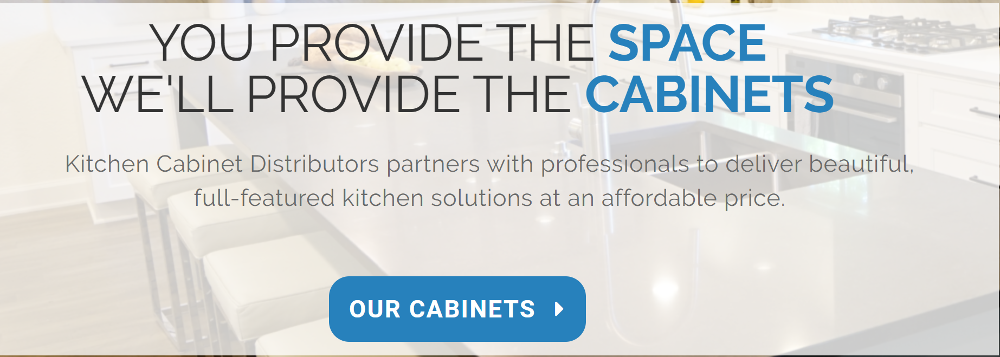 YOU PROVIDE THE SPACE
WE'LL PROVIDE THE CABINETS
Kitchen Cabinet Distributors partners with professionals to deliver beautiful,
full-featured kitchen solutions at an affordable price.
OUR CABINETS